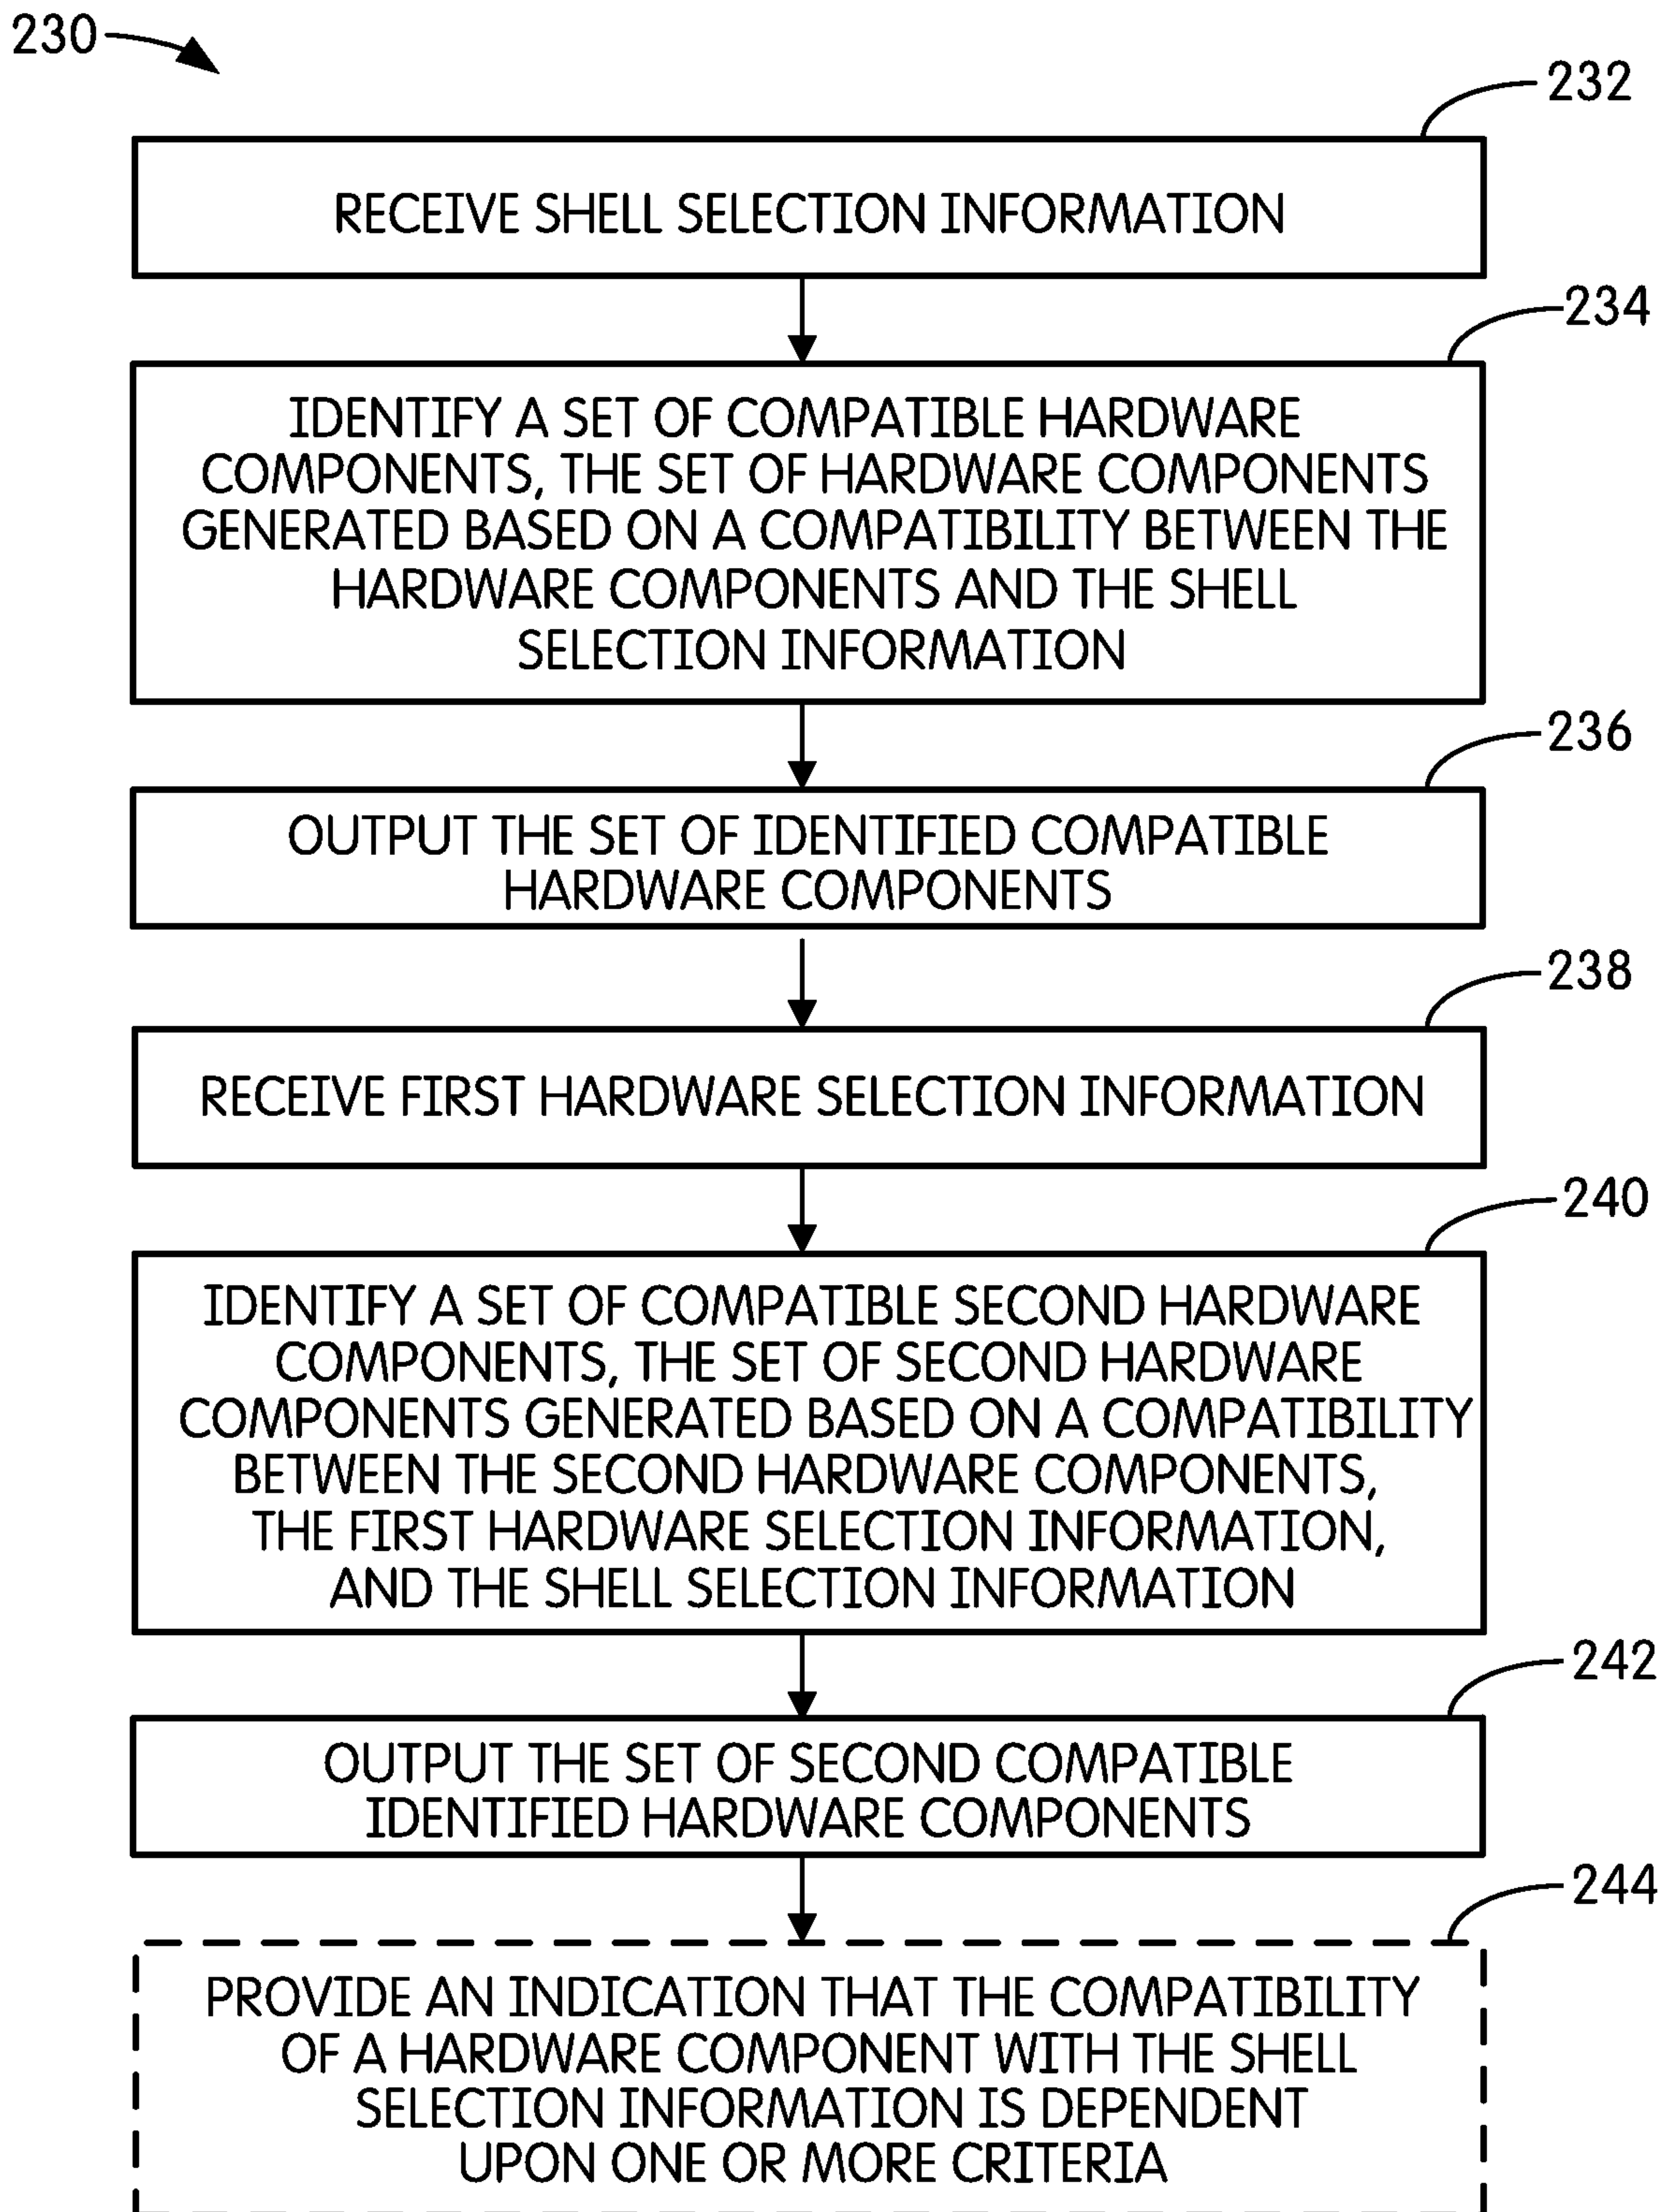 230
232
RECEIVE SHELL SELECTION INFORMATION
234
IDENTIFY A SET OF COMPATIBLE HARDWARE
COMPONENTS, THE SET OF HARDWARE COMPONENTS
GENERATED BASED ON A COMPATIBILITY BETWEEN THE
HARDWARE COMPONENTS AND THE SHELL
SELECTION INFORMATION
236
OUTPUT THE SET OF IDENTIFIED COMPATIBLE
HARDWARE COMPONENTS
238
RECEIVE FIRST HARDWARE SELECTION INFORMATION
240
IDENTIFY A SET OF COMPATIBLE SECOND HARDWARE
COMPONENTS, THE SET OF SECOND HARDWARE
COMPONENTS GENERATED BASED ON A COMPATIBILITY
BETWEEN THE SECOND HARDWARE COMPONENTS,
THE FIRST HARDWARE SELECTION INFORMATION,
AND THE SHELL SELECTION INFORMATION
242
OUTPUT THE SET OF SECOND COMPATIBLE
IDENTIFIED HARDWARE COMPONENTS
244
PROVIDE AN INDICATION THAT THE COMPATIBILITY
OF A HARDWARE COMPONENT WITH THE SHELL
SELECTION INFORMATION IS DEPENDENT
UPON ONE OR MORE CRITERIA